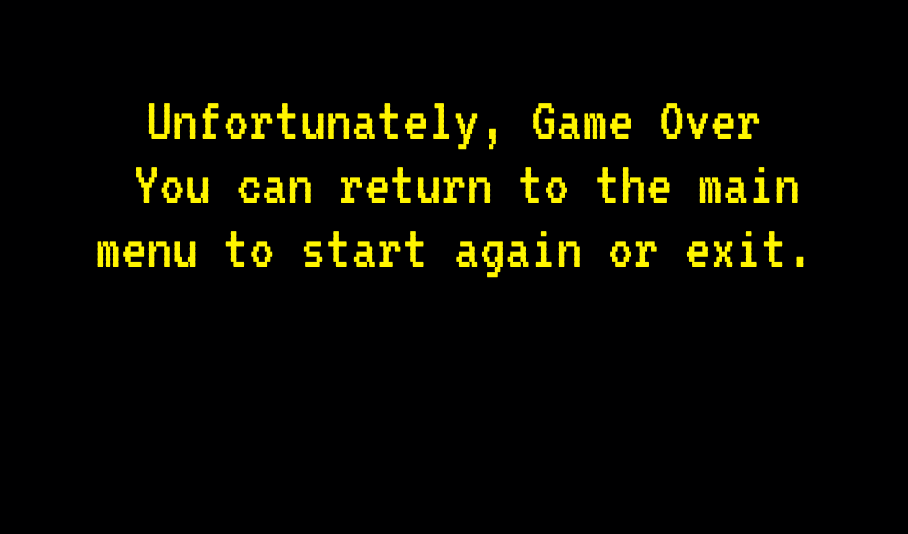 Unfortunately, Game Over
You can return to the main
menu to start again or exit.